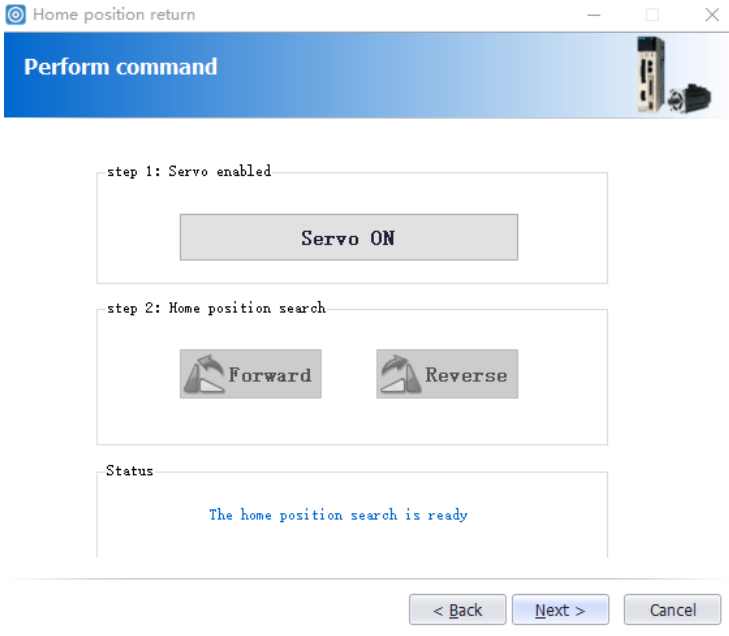 Home position return
Perform command
step 1: Servo enabled
Servo ON
step 2: Home position search
Forward Reverse
Status
The home position search is ready
< Back Next > Cancel